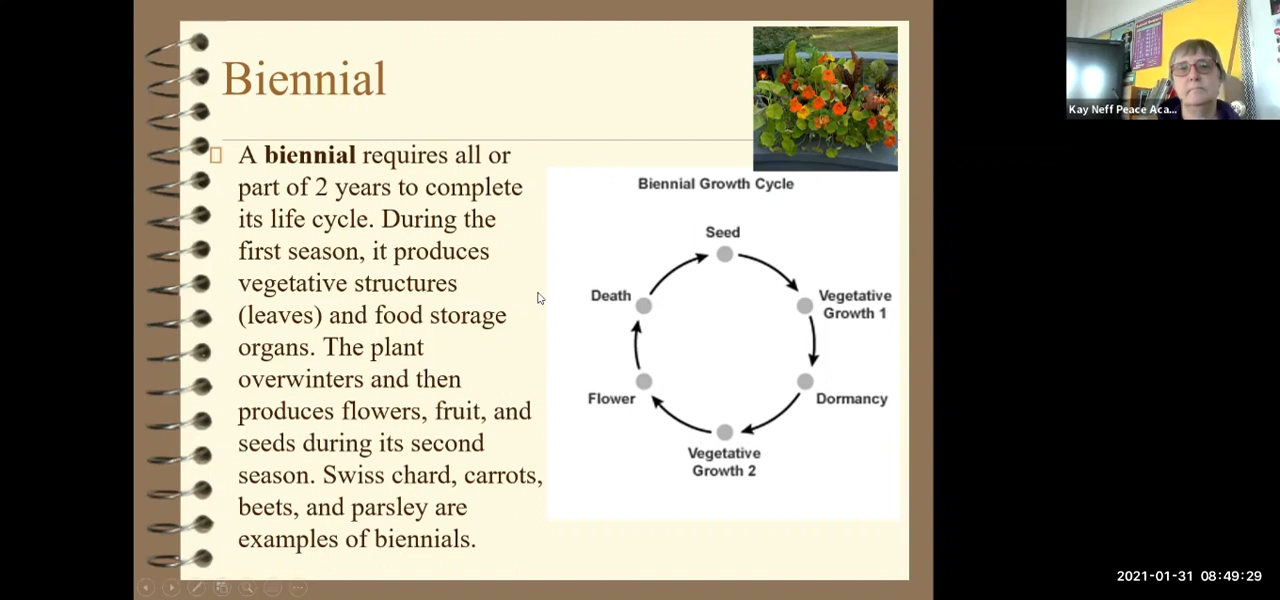 Biennial
A biennial requires all or
part of 2 years to complete
its life cycle. During the
first season, it produces
vegetative structures
(leaves) and food storage
organs. The plant
overwinters and then
produces flowers, fruit, and
seeds during its second
season. Swiss chard, carrots,
beets, and parsley are
examples of biennials.
Biennial Growth Cycle
Seed
Vegetative
Growth 1
Dormancy
Vegetative
Growth 2
Flower
Death
Kay Neff Peace Aca...
2021-01-31 08:49:29